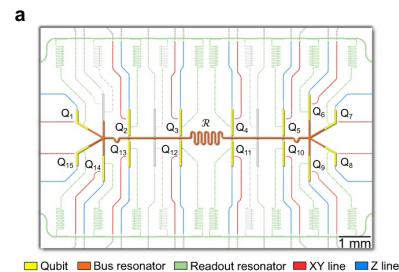 a
Q1 Q2 Q3 R Q4 Q5 Q6 Q7
Q15 Q14 Q13 Q12 Q11 Q10 Q9 Q8
1 mm
Qubit Bus resonator Readout resonator XY line Z line